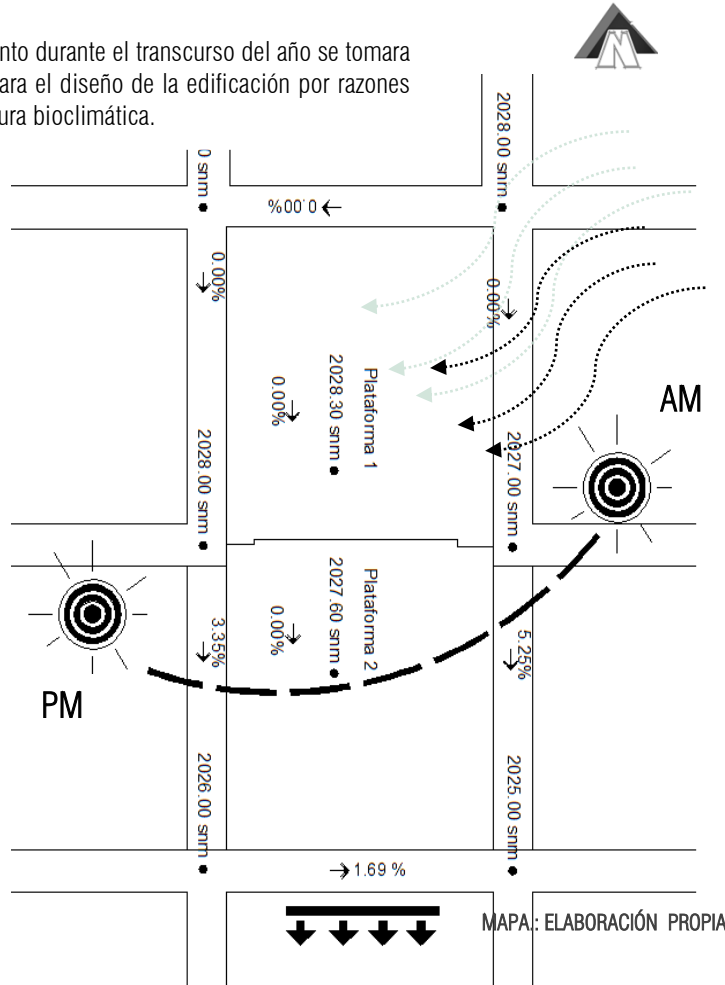 nto durante el transcurso del año se tomara
ara el diseño de la edificación por razones
ura bioclimática.
N
2028.00 snm
0 snm
0.00%
0.00%
0.00%
AM
Plataforma 1
2028.30 snm
0.00%
2028.00 snm
2027.00 snm
Plataforma 2
2027.60 snm
0.00%
3.35%
5.25%
PM
2026.00 snm
2025.00 snm
1.69 %
MAPA.: ELABORACIÓN PROPIA